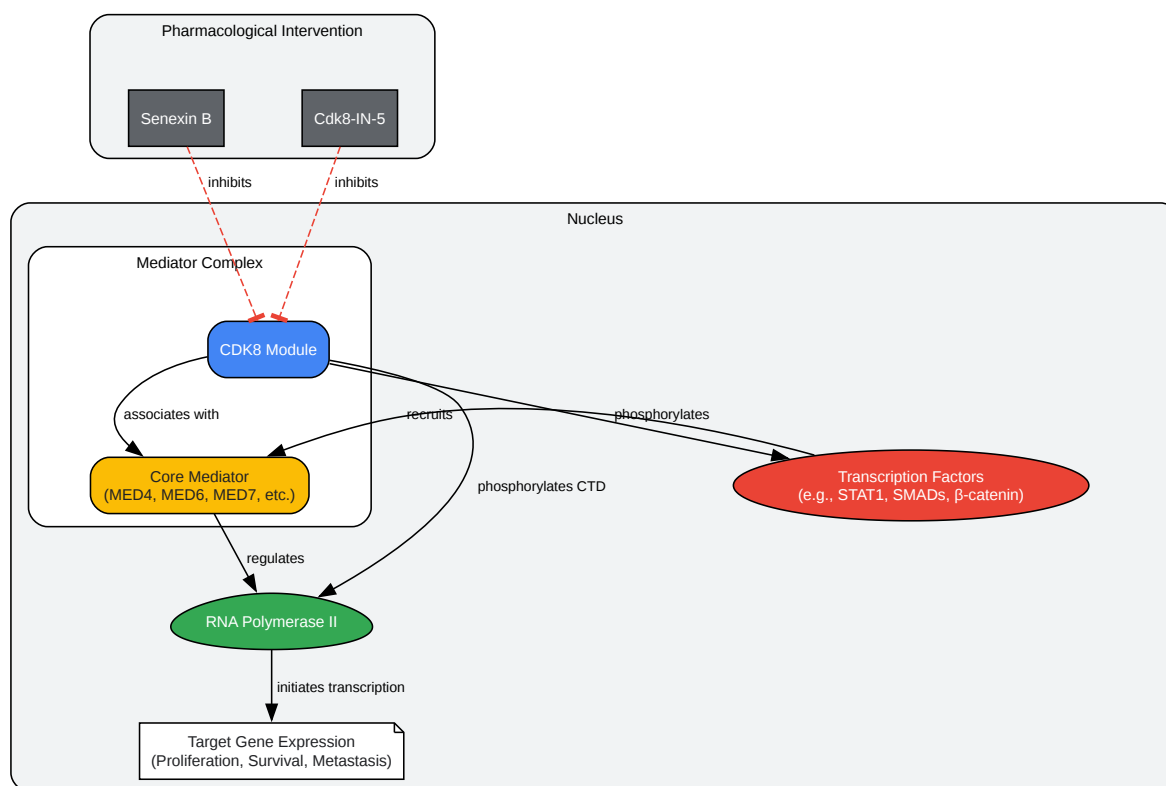 Pharmacological Intervention
Senexin B
Cdk8-IN-5
inhibits
inhibits
Nucleus
Mediator Complex
CDK8 Module
associates with
recruits
phosphorylates
Core Mediator
(MED4, MED6, MED7, etc.)
Transcription Factors
(e.g., STAT1, SMADs, β-catenin)
phosphorylates CTD
regulates
RNA Polymerase II
initiates transcription
Target Gene Expression
(Proliferation, Survival, Metastasis)